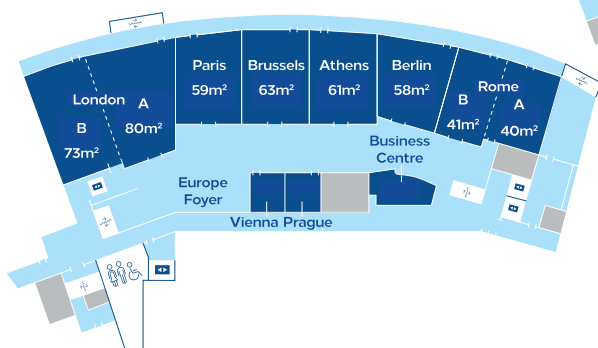 Paris
59m²
Brussels
63m²
Athens
61m²
Berlin
58m²
London
A
80m²
B
73m²
Rome
B
41m²
A
40m²
Business
Centre
Europe
Foyer
Vienna Prague